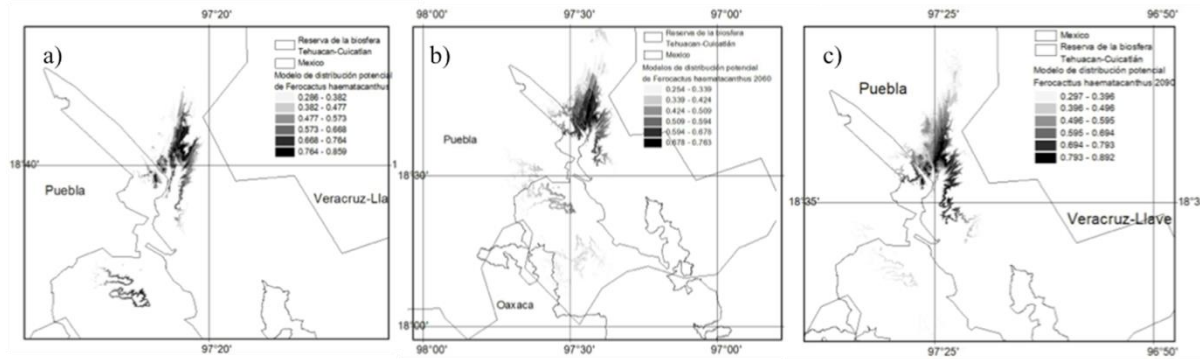 97°20'
a)
Reserva de la biosfera
Tehuacan-Cuicatlan
Mexico
Modelo de distribución potencial
de Ferocactus haematacanthus
0.286 - 0.382
0.382 - 0.477
0.477 - 0.573
0.573 - 0.668
0.668 - 0.764
0.764 - 0.859
18°40'
Puebla
Veracruz-Lla
97°20'
98°00'
97°30'
97°00'
b)
Reserva de la biosfera
Tehuacan-Cuicatlán
Mexico
Modelos de distribución potencial
de Ferocactus haematacanthus 2060
0.254 - 0.339
0.339 - 0.424
0.424 - 0.509
0.509 - 0.594
0.594 - 0.678
0.678 - 0.763
Puebla
18°30'
Oaxaca
18°00'
98°00'
97°30'
97°00'
97°25'
96°50'
c)
Mexico
Reserva de la biosfera
Tehuacán-Cuicatlán
Modelo de distribución potencial
Ferocactus haematacanthus 2090
0.297 - 0.396
0.396 - 0.496
0.496 - 0.595
0.595 - 0.694
0.694 - 0.793
0.793 - 0.892
Puebla
18°35'
18°3
Veracruz-Llave
97°25'
96°50'